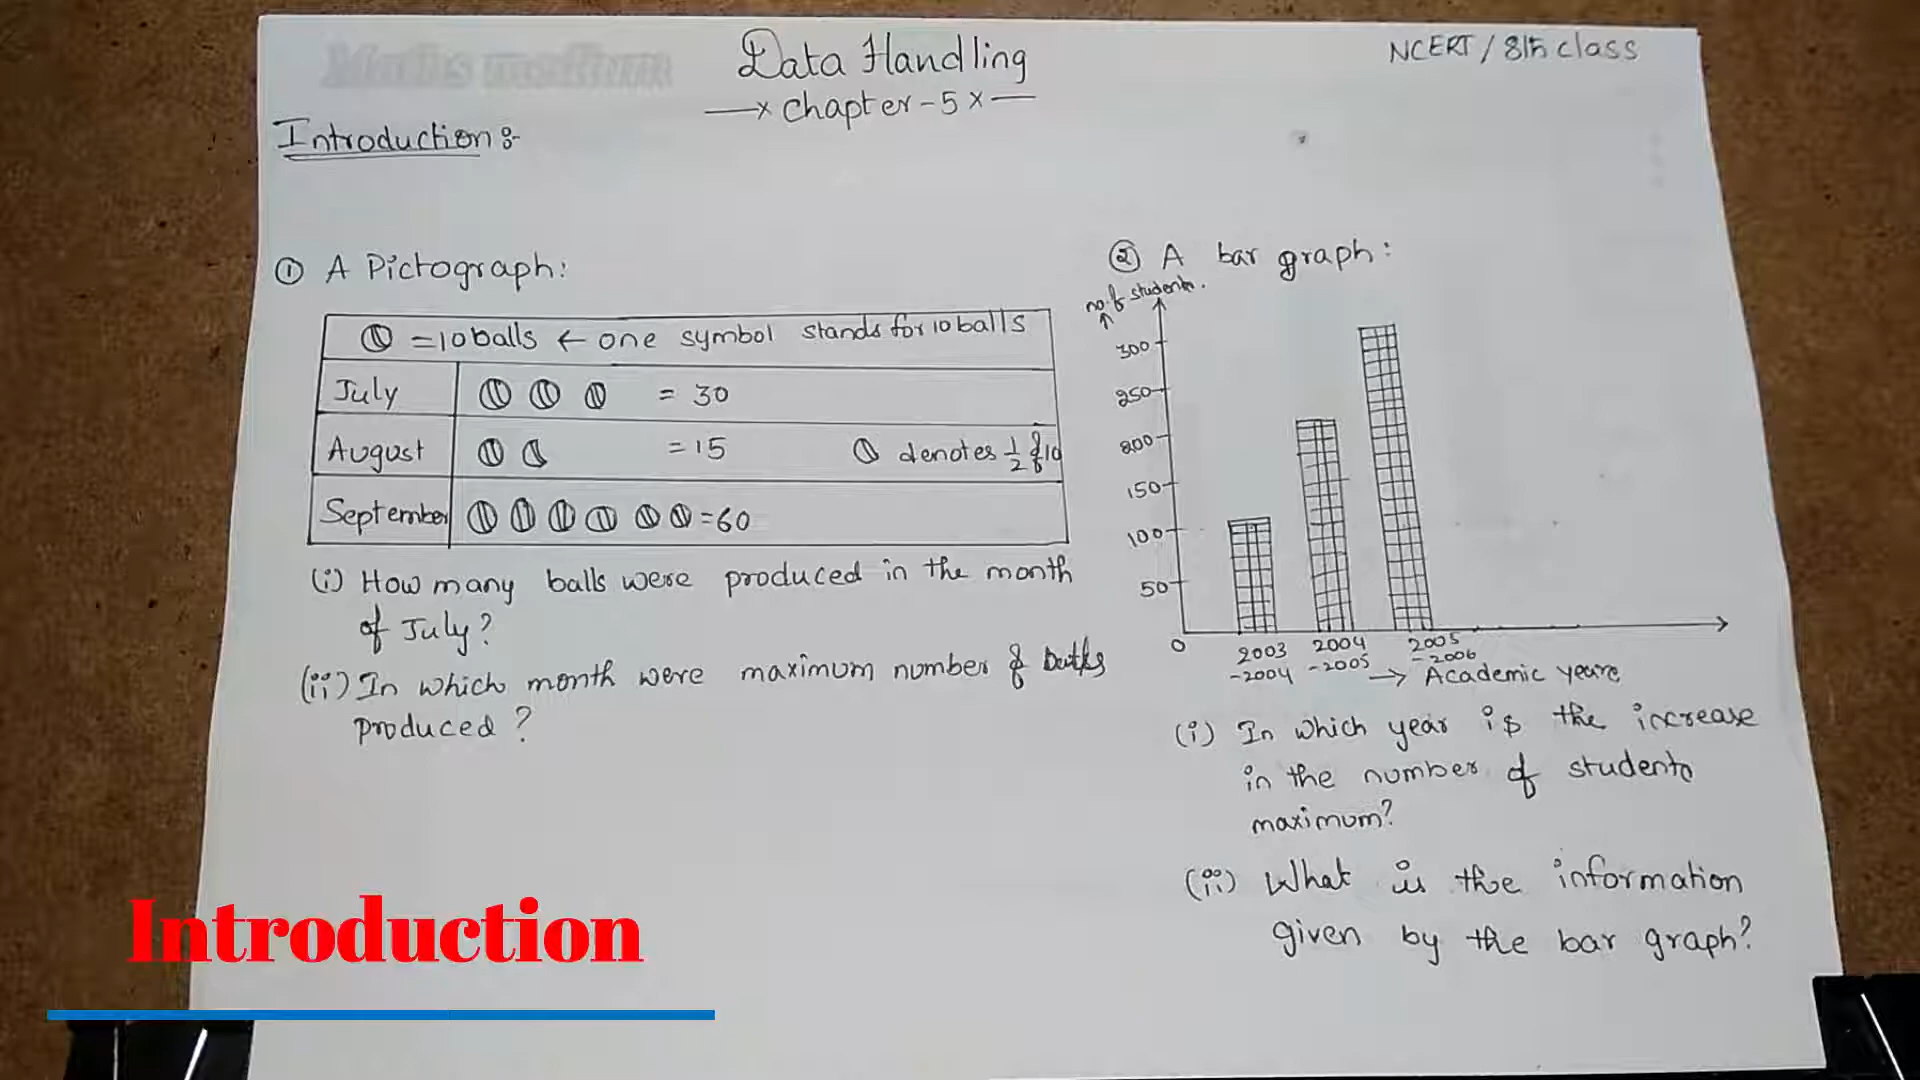 Data Handling
NCERT / 8th class
x Chapter - 5 x
Introduction :-
① A Pictograph:
= 10 balls ← one symbol stands for 10 balls
July = 30
August = 15 denotes 1/2 of 10
September = 60
(i) How many balls were produced in the month
of July?
(ii) In which month were maximum number of
produced ?
② A bar graph:
no. of students.
300
250
200
150
100
50
0
2003 2004 2005
-2004 -2005 -2006
→ Academic years
(i) In which year is the increase
in the number of students
maximum?
(ii) What is the information
given by the bar graph?
Introduction